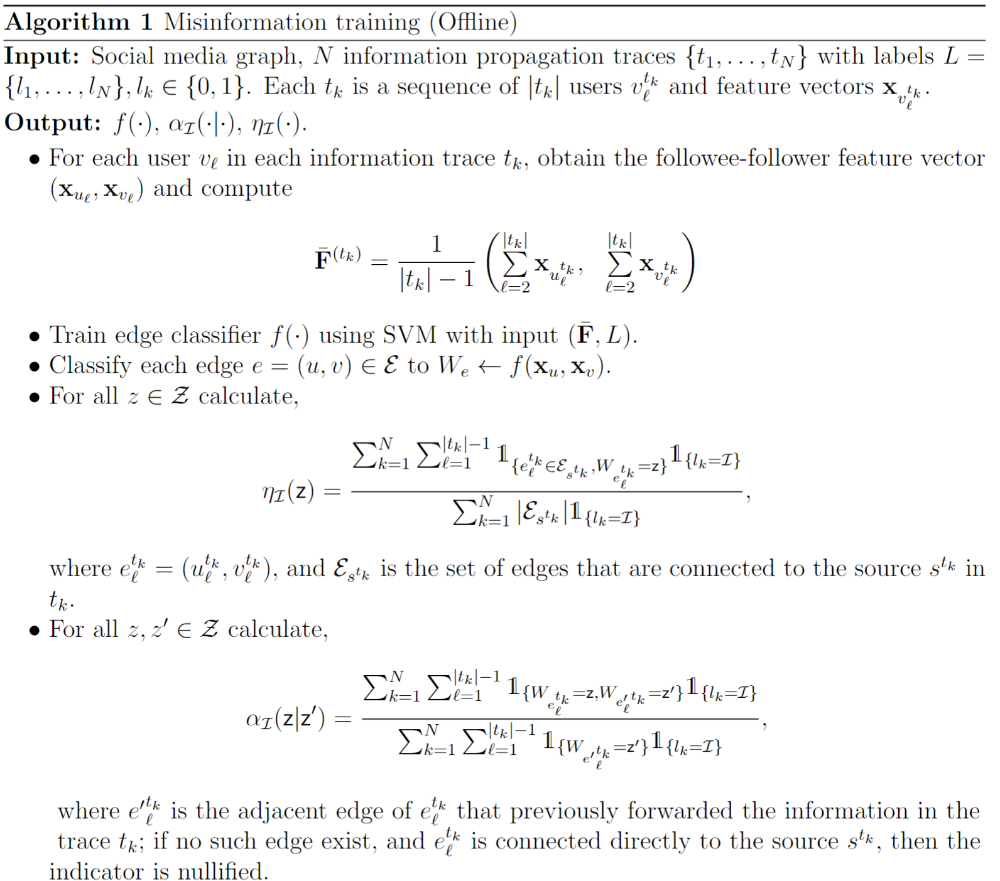 Algorithm 1 Misinformation training (Offline)
Input: Social media graph, $N$ information propagation traces $\{t_1, \ldots, t_N\}$ with labels $L =$
$\{l_1, \ldots, l_N\}, l_k \in \{0, 1\}$. Each $t_k$ is a sequence of $|t_k|$ users $v_\ell^{t_k}$ and feature vectors $\mathbf{x}_{v_\ell^{t_k}}$.
Output: $f(\cdot)$, $\alpha_{\mathcal{I}}(\cdot|\cdot)$, $\eta_{\mathcal{I}}(\cdot)$.
• For each user $v_\ell$ in each information trace $t_k$, obtain the followee-follower feature vector
$(\mathbf{x}_{u_\ell}, \mathbf{x}_{v_\ell})$ and compute
$\bar{\mathbf{F}}^{(t_k)} = \frac{1}{|t_k| - 1} \left( \sum_{\ell=2}^{|t_k|} \mathbf{x}_{u_\ell^{t_k}}, \sum_{\ell=2}^{|t_k|} \mathbf{x}_{v_\ell^{t_k}} \right)$
• Train edge classifier $f(\cdot)$ using SVM with input $(\bar{\mathbf{F}}, L)$.
• Classify each edge $e = (u, v) \in \mathcal{E}$ to $W_e \leftarrow f(\mathbf{x}_u, \mathbf{x}_v)$.
• For all $z \in \mathcal{Z}$ calculate,
$\eta_{\mathcal{I}}(\mathsf{z}) = \frac{\sum_{k=1}^{N} \sum_{\ell=1}^{|t_k|-1} \mathbb{1}_{\{e_\ell^{t_k} \in \mathcal{E}_{s^{t_k}}, W_{e_\ell^{t_k}} = \mathsf{z}\}} \mathbb{1}_{\{l_k = \mathcal{I}\}}}{\sum_{k=1}^{N} |\mathcal{E}_{s^{t_k}}| \mathbb{1}_{\{l_k = \mathcal{I}\}}},$
where $e_\ell^{t_k} = (u_\ell^{t_k}, v_\ell^{t_k})$, and $\mathcal{E}_{s^{t_k}}$ is the set of edges that are connected to the source $s^{t_k}$ in
$t_k$.
• For all $z, z' \in \mathcal{Z}$ calculate,
$\alpha_{\mathcal{I}}(\mathsf{z}|\mathsf{z}') = \frac{\sum_{k=1}^{N} \sum_{\ell=1}^{|t_k|-1} \mathbb{1}_{\{W_{e_\ell^{t_k}} = \mathsf{z}, W_{e'^{t_k}_\ell} = \mathsf{z}'\}} \mathbb{1}_{\{l_k = \mathcal{I}\}}}{\sum_{k=1}^{N} \sum_{\ell=1}^{|t_k|-1} \mathbb{1}_{\{W_{e'^{t_k}_\ell} = \mathsf{z}'\}} \mathbb{1}_{\{l_k = \mathcal{I}\}}},$
where $e'^{t_k}_\ell$ is the adjacent edge of $e_\ell^{t_k}$ that previously forwarded the information in the
trace $t_k$; if no such edge exist, and $e_\ell^{t_k}$ is connected directly to the source $s^{t_k}$, then the
indicator is nullified.